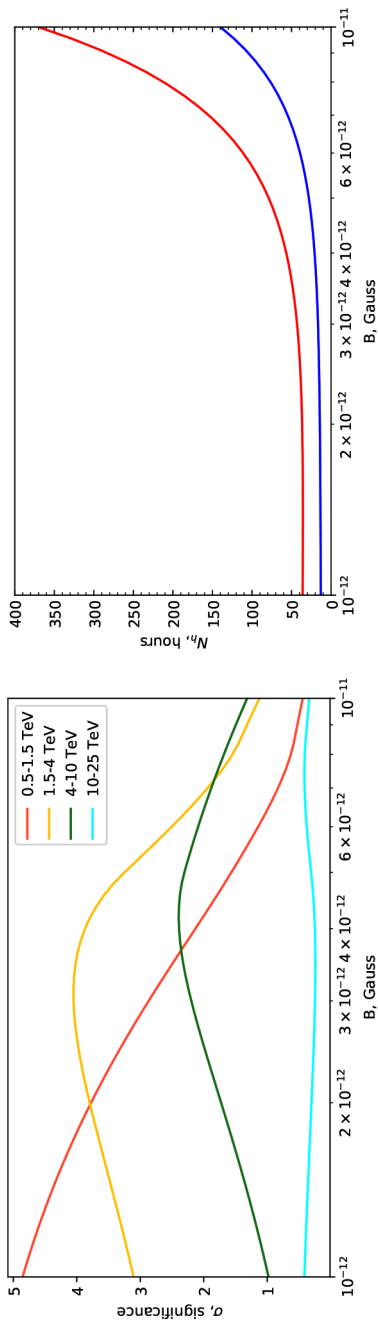 5
4
3
2
1
σ, significance
10⁻¹²
2 × 10⁻¹²
3 × 10⁻¹²
4 × 10⁻¹²
6 × 10⁻¹²
10⁻¹¹
B, Gauss
0.5-1.5 TeV
1.5-4 TeV
4-10 TeV
10-25 TeV
400
350
300
250
200
150
100
50
0
Nₕ, hours
10⁻¹²
2 × 10⁻¹²
3 × 10⁻¹²
4 × 10⁻¹²
6 × 10⁻¹²
10⁻¹¹
B, Gauss